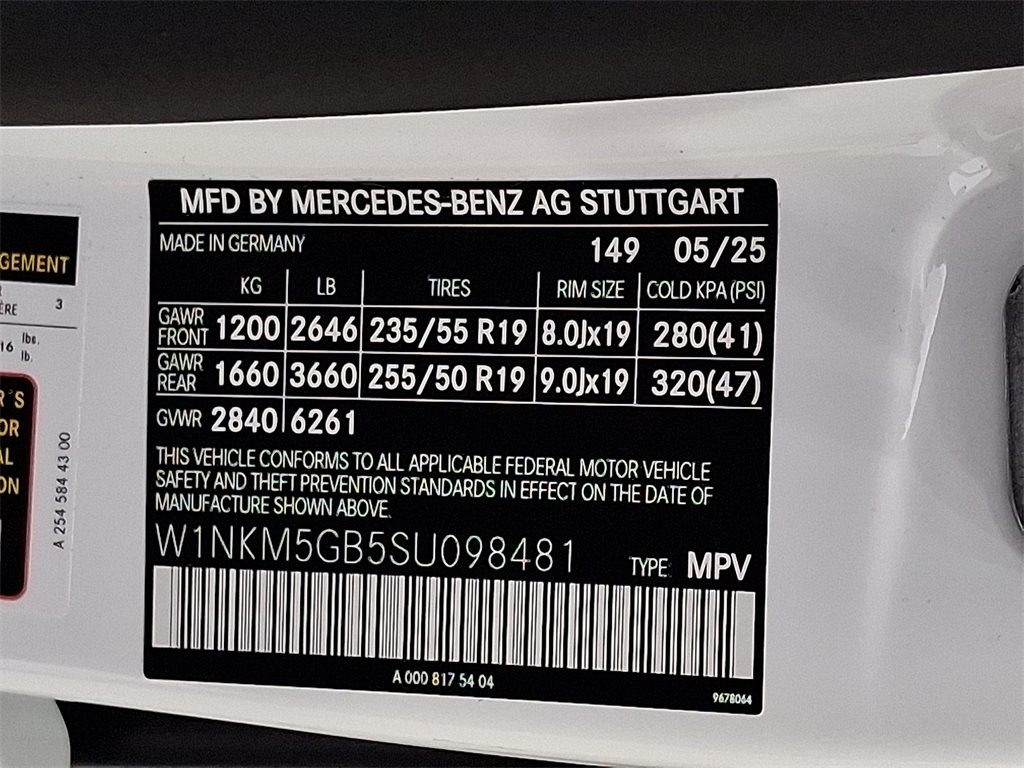 MFD BY MERCEDES-BENZ AG STUTTGART
MADE IN GERMANY 149 05/25
KG LB TIRES RIM SIZE COLD KPA (PSI)
GAWR FRONT 1200 2646 235/55 R19 8.0Jx19 280(41)
GAWR REAR 1660 3660 255/50 R19 9.0Jx19 320(47)
GVWR 2840 6261
THIS VEHICLE CONFORMS TO ALL APPLICABLE FEDERAL MOTOR VEHICLE
SAFETY AND THEFT PREVENTION STANDARDS IN EFFECT ON THE DATE OF
MANUFACTURE SHOWN ABOVE.
W1NKM5GB5SU098481 TYPE: MPV
A 000 817 54 04
9678064
GEMENT
3
lbs.
lb.
A 254 584 43 00